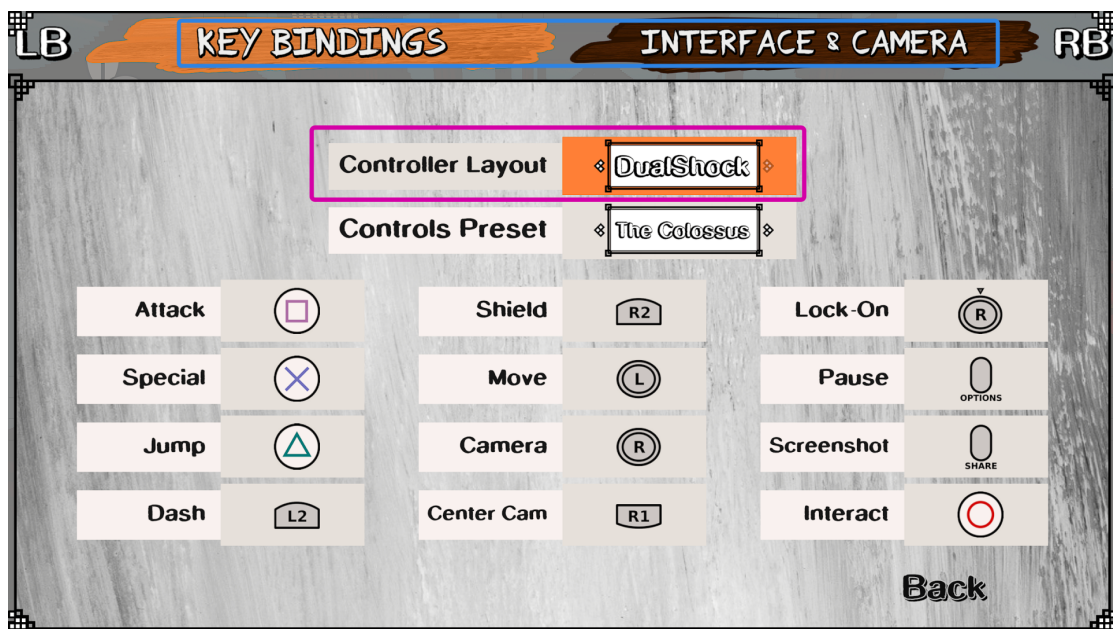 LB KEY BINDINGS INTERFACE & CAMERA RB
Controller Layout DualShock
Controls Preset The Colossus
Attack Shield R2 Lock-On R
Special Move L Pause OPTIONS
Jump Camera R Screenshot SHARE
Dash L2 Center Cam R1 Interact
Back